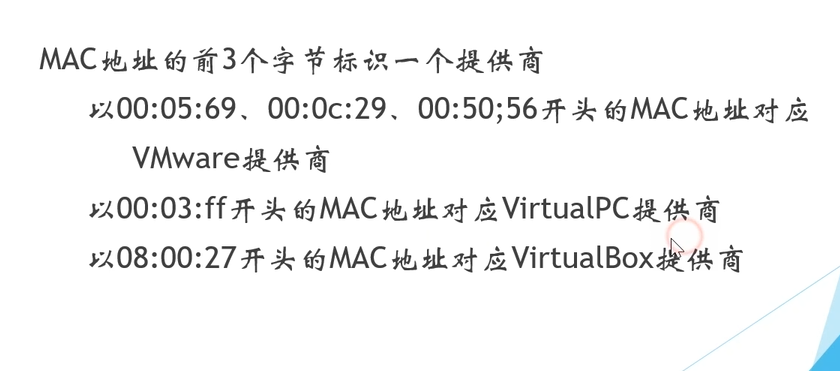 MAC地址的前3个字节标识一个提供商
以00:05:69、00:0c:29、00:50;56开头的MAC地址对应
VMware提供商
以00:03:ff开头的MAC地址对应VirtualPC提供商
以08:00:27开头的MAC地址对应VirtualBox提供商